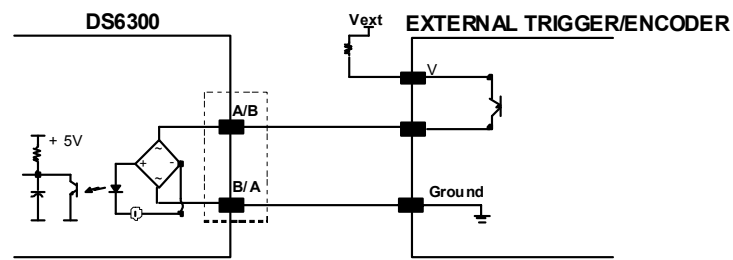 DS6300
Vext
EXTERNAL TRIGGER/ENCODER
V
A/B
+ 5V
~
+ -
~
B/A
Ground